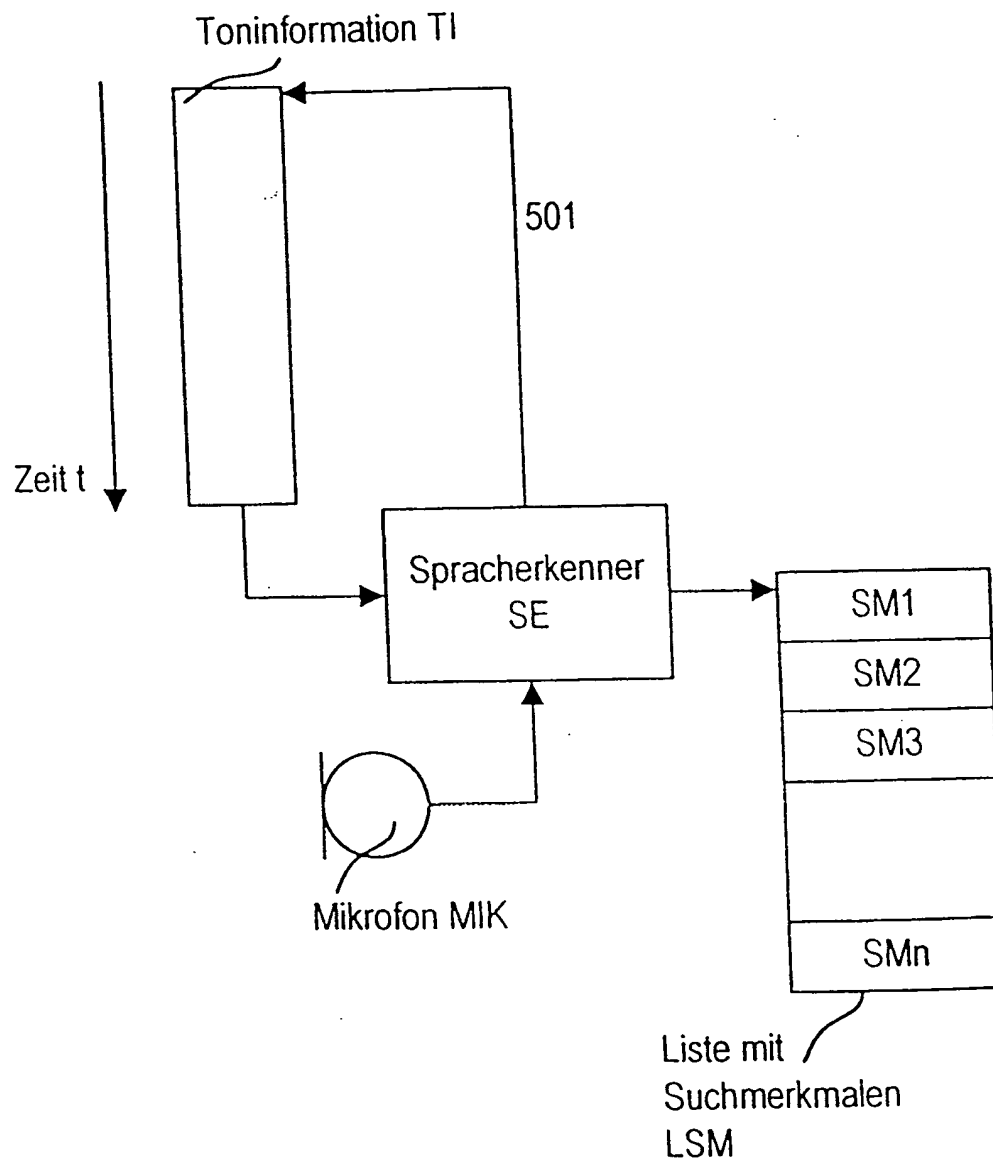 Toninformation TI
501
Zeit t
Spracherkenner
SE
SM1
SM2
SM3
SMn
Mikrofon MIK
Liste mit
Suchmerkmalen
LSM